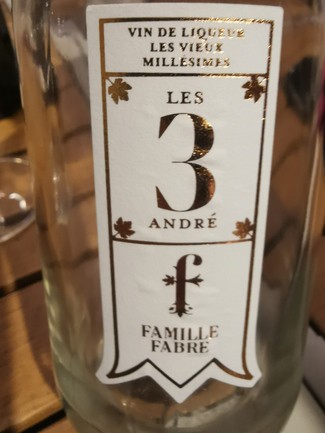 VIN DE LIQUEUR
LES VIEUX
MILLÉSIMES
LES
3
ANDRÉ
f
FAMILLE
FABRE